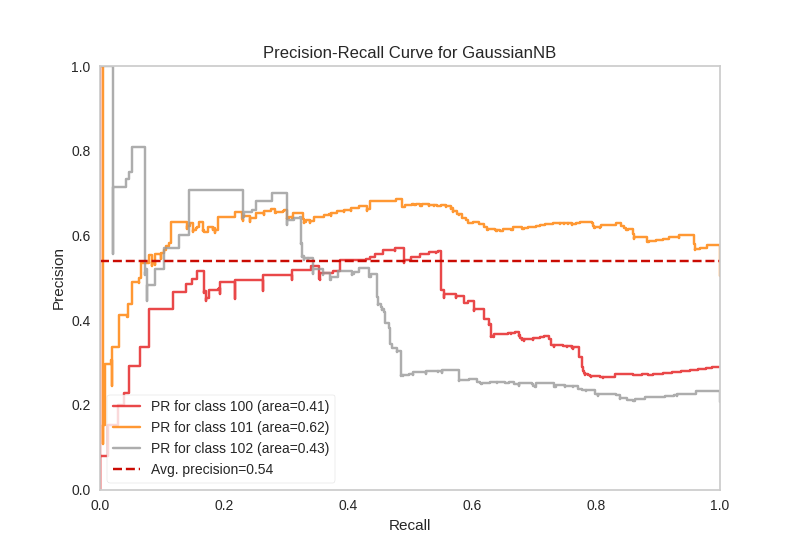 Precision-Recall Curve for GaussianNB
1.0
0.8
0.6
0.4
0.2
0.0
Precision
PR for class 100 (area=0.41)
PR for class 101 (area=0.62)
PR for class 102 (area=0.43)
Avg. precision=0.54
0.0 0.2 0.4 0.6 0.8 1.0
Recall